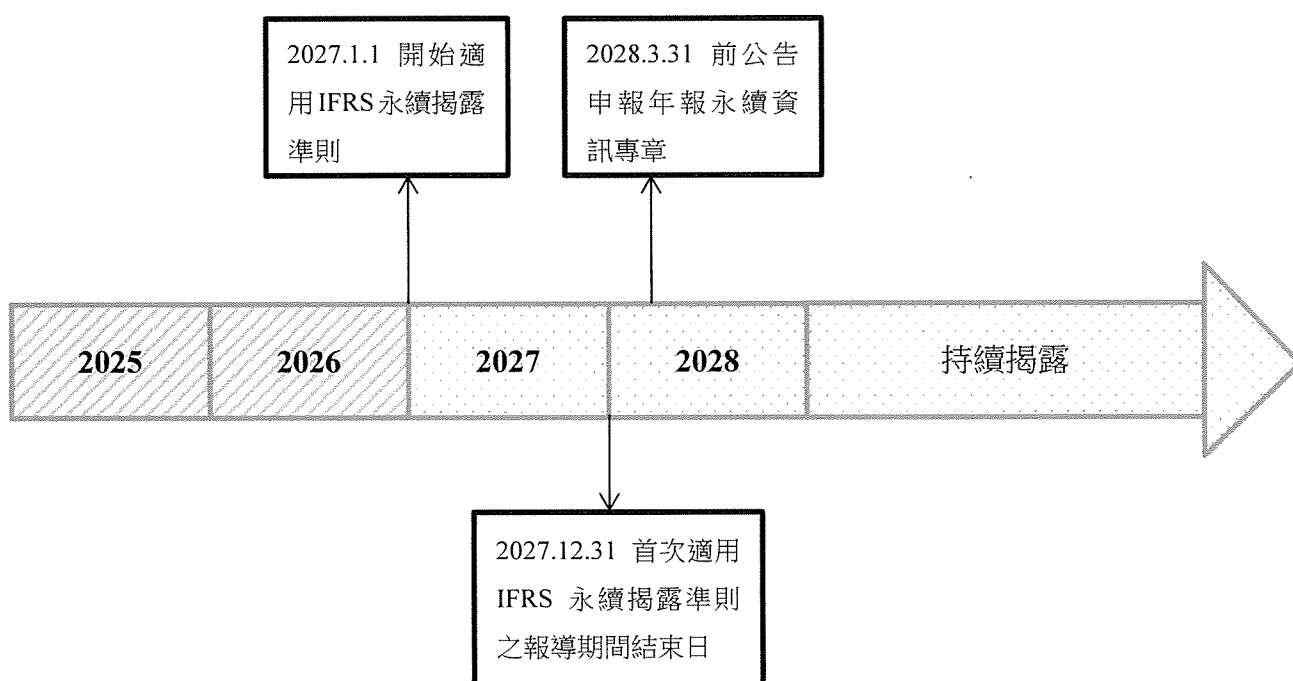 2027.1.1 開始適
用IFRS永續揭露
準則
2028.3.31 前公告
申報年報永續資
訊專章
2025
2026
2027
2028
持續揭露
2027.12.31 首次適用
IFRS 永續揭露準則
之報導期間結束日